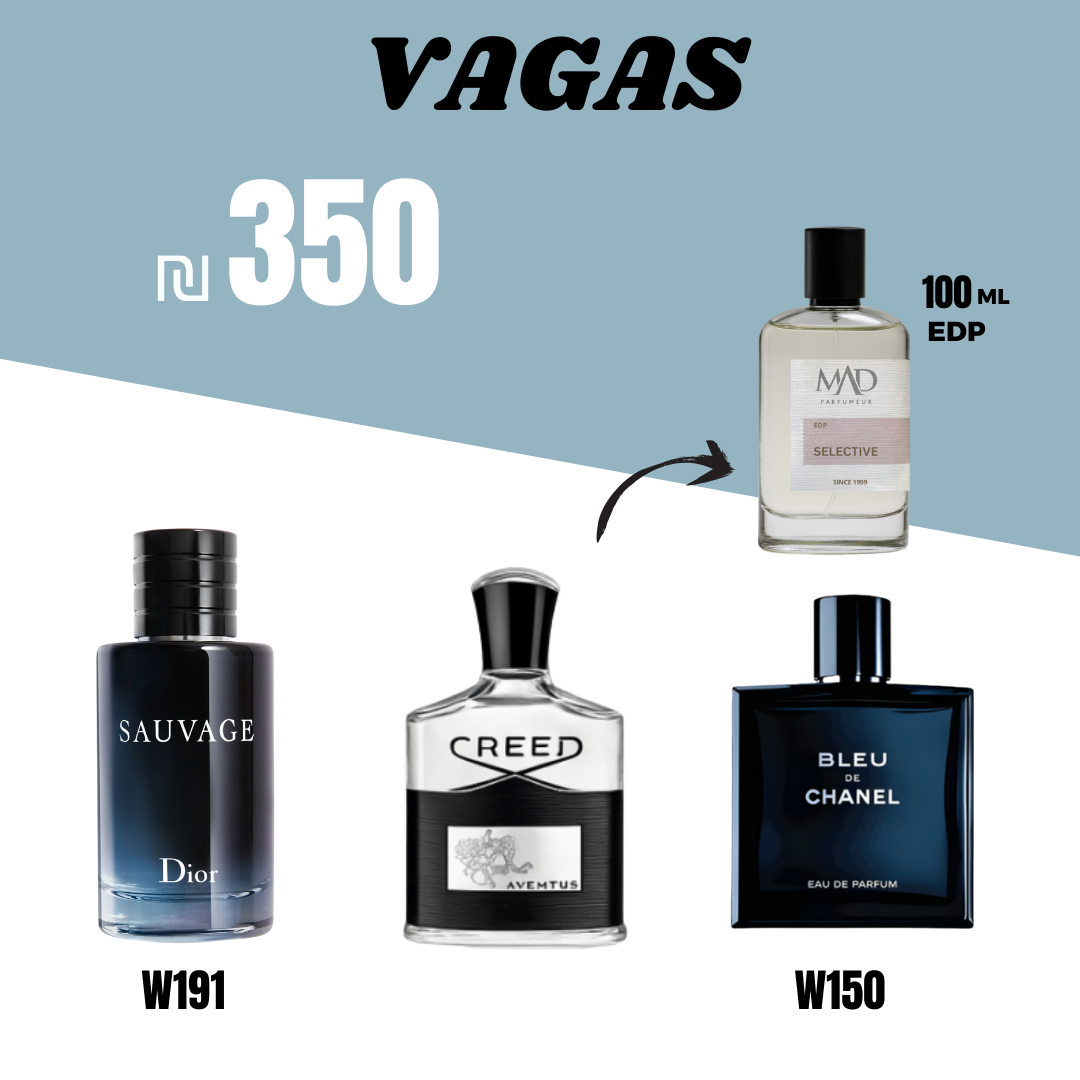 VAGAS
₪ 350
100 ML
EDP
MAD
PARFUMEUR
EDP
SELECTIVE
SINCE 1999
SAUVAGE
Dior
CREED
AVEMTUS
BLEU
DE
CHANEL
EAU DE PARFUM
W191
W150